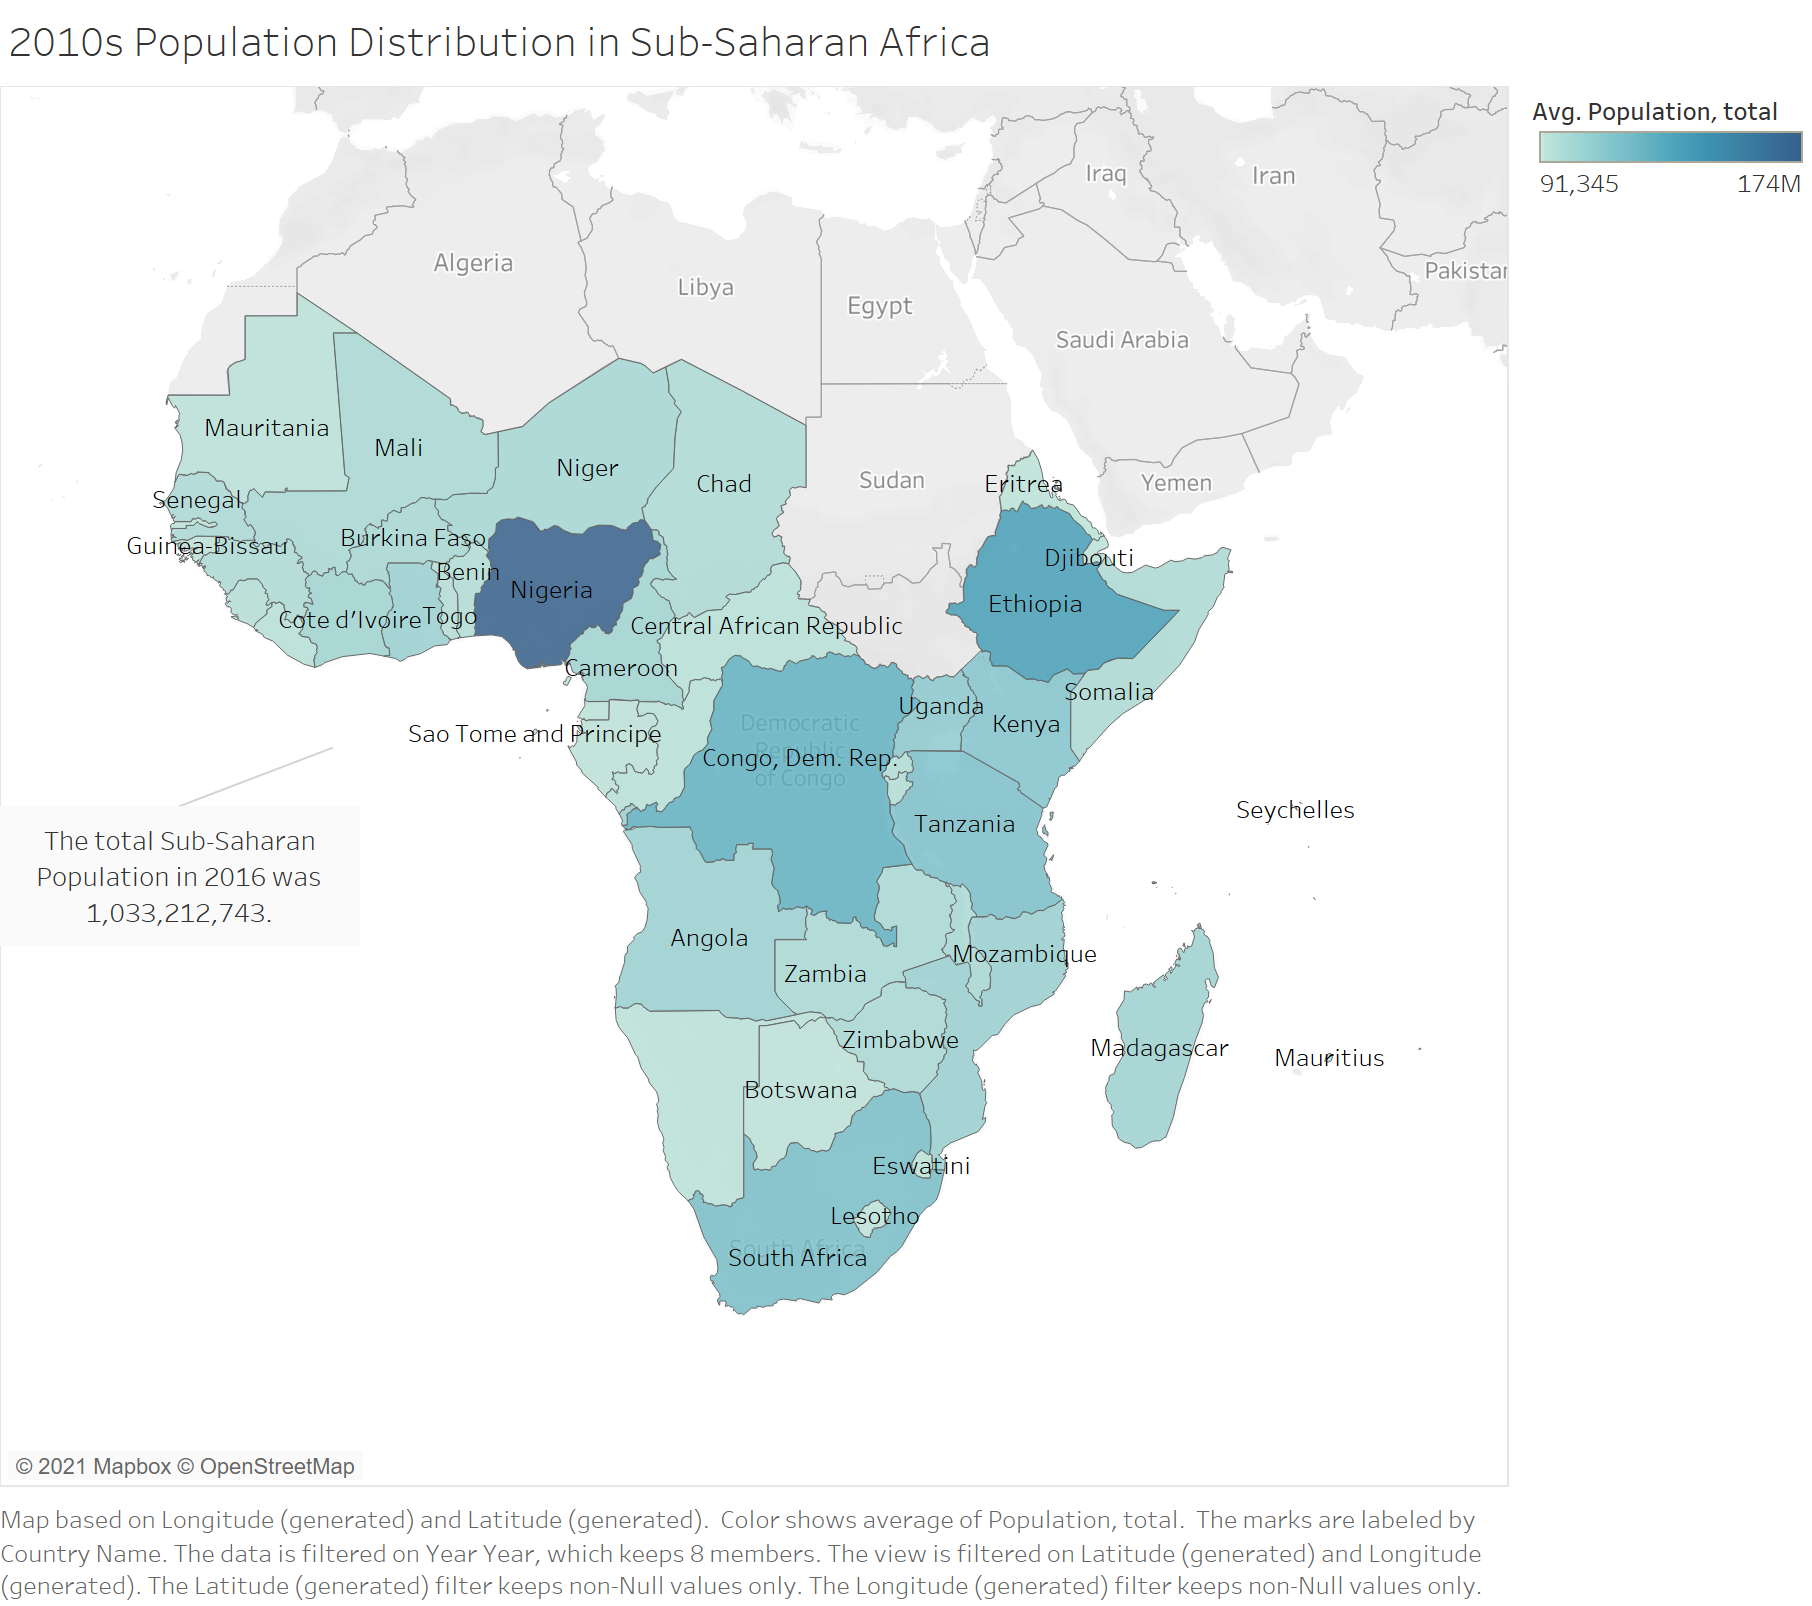 2010s Population Distribution in Sub-Saharan Africa
Avg. Population, total
91,345 174M
Iraq
Iran
Algeria
Libya
Egypt
Pakistan
Saudi Arabia
Mauritania
Mali
Niger
Chad
Sudan
Eritrea
Yemen
Senegal
Guinea-Bissau
Burkina Faso
Benin
Nigeria
Djibouti
Ethiopia
Cote d'Ivoire
Togo
Central African Republic
Cameroon
Somalia
Uganda
Kenya
Sao Tome and Principe
Democratic
Republic
of Congo
Congo, Dem. Rep.
Seychelles
Tanzania
The total Sub-Saharan
Population in 2016 was
1,033,212,743.
Angola
Zambia
Mozambique
Zimbabwe
Madagascar
Mauritius
Botswana
Eswatini
Lesotho
South Africa
South Africa
© 2021 Mapbox © OpenStreetMap
Map based on Longitude (generated) and Latitude (generated). Color shows average of Population, total. The marks are labeled by
Country Name. The data is filtered on Year Year, which keeps 8 members. The view is filtered on Latitude (generated) and Longitude
(generated). The Latitude (generated) filter keeps non-Null values only. The Longitude (generated) filter keeps non-Null values only.